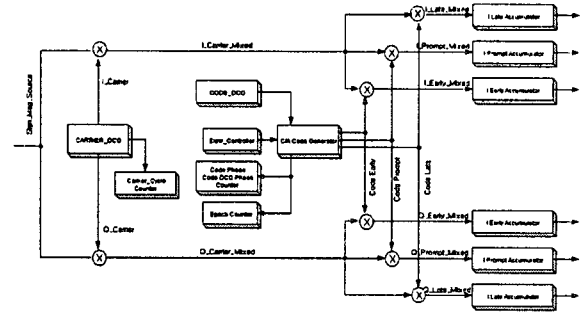 I_Late_Mixed
I Late Accumulator
I_Carrier_Mixed
I_Prompt_Mixed
I Prompt Accumulator
I_Carrier
CODE_DCO
I_Early_Mixed
I Early Accumulator
Sign_Mag_Source
CARRIER_DCO
Slew_Controller
C/A Code Generator
Carrier_Cycle
Counter
Code Phase
Code DCO Phase
Counter
Code Early
Code Prompt
Code Late
Epoch Counter
Q_Carrier
Q_Early_Mixed
I Early Accumulator
Q_Carrier_Mixed
Q_Prompt_Mixed
I Prompt Accumulator
Q_Late_Mixed
I Late Accumulator